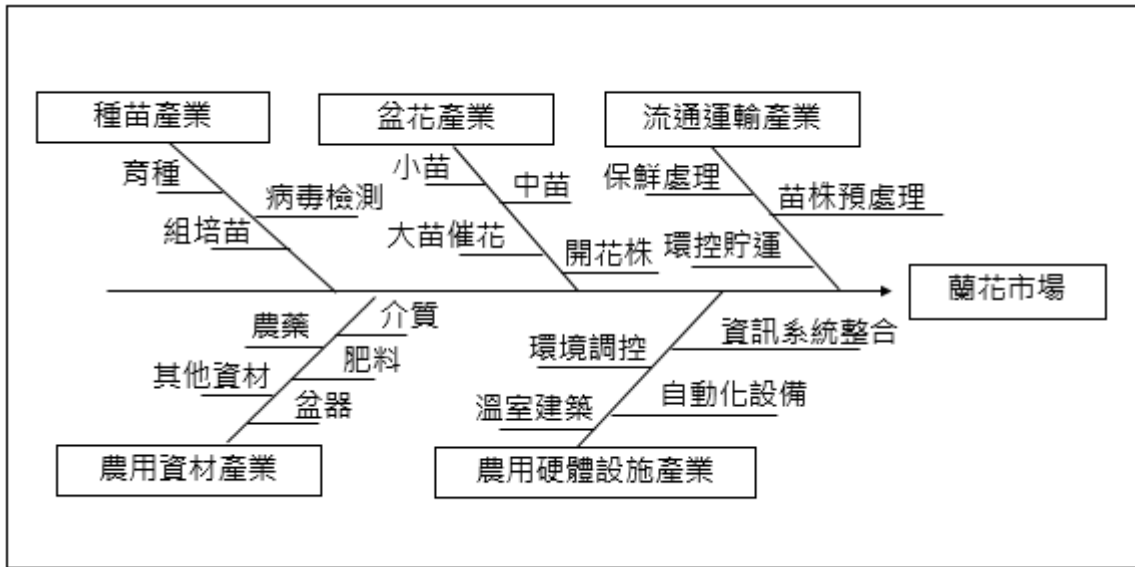 種苗產業
盆花產業
流通運輸產業
育種
病毒檢測
組培苗
小苗
中苗
大苗催花
開花株
保鮮處理
苗株預處理
環控貯運
蘭花市場
農藥
介質
其他資材
肥料
盆器
農用資材產業
環境調控
資訊系統整合
溫室建築
自動化設備
農用硬體設施產業